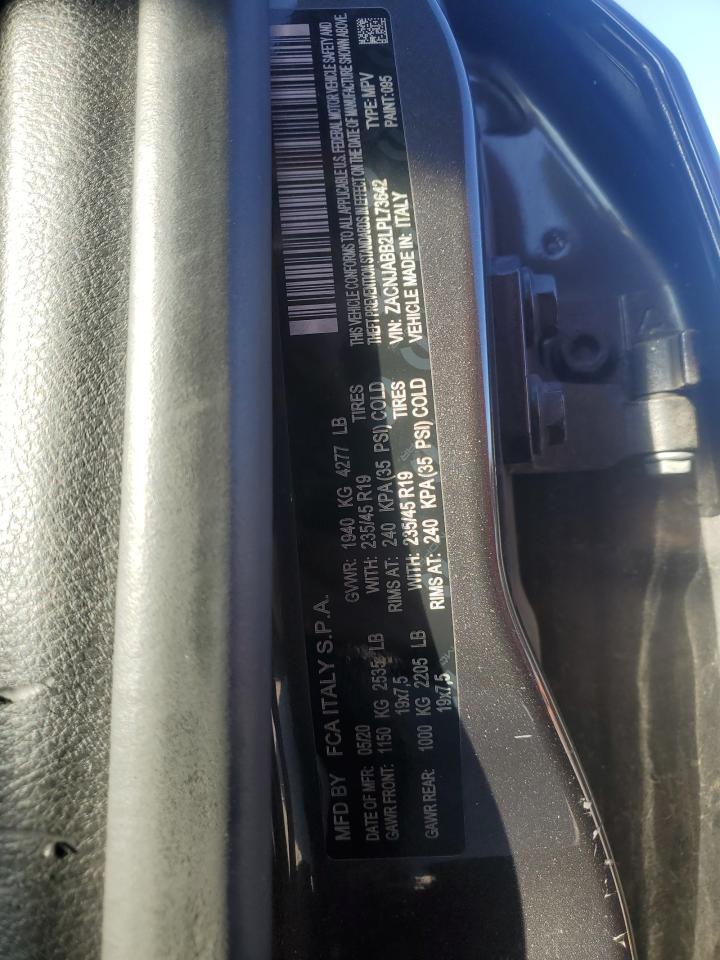 MFD BY FCA ITALY S.P.A.
DATE OF MFR: 05/20 GVWR: 1940 KG 4277 LB
GAWR FRONT: 1150 KG 2535 LB WITH: 235/45 R19 TIRES
19x7,5 RIMS AT: 240 KPA(35 PSI) COLD
GAWR REAR: 1000 KG 2205 LB WITH: 235/45 R19 TIRES
19x7,5 RIMS AT: 240 KPA(35 PSI) COLD
THIS VEHICLE CONFORMS TO ALL APPLICABLE U.S. FEDERAL MOTOR VEHICLE SAFETY AND
THEFT PREVENTION STANDARDS IN EFFECT ON THE DATE OF MANUFACTURE SHOWN ABOVE
VIN: ZACNJABB2LPL73642 TYPE: MPV
VEHICLE MADE IN: ITALY PAINT: 095